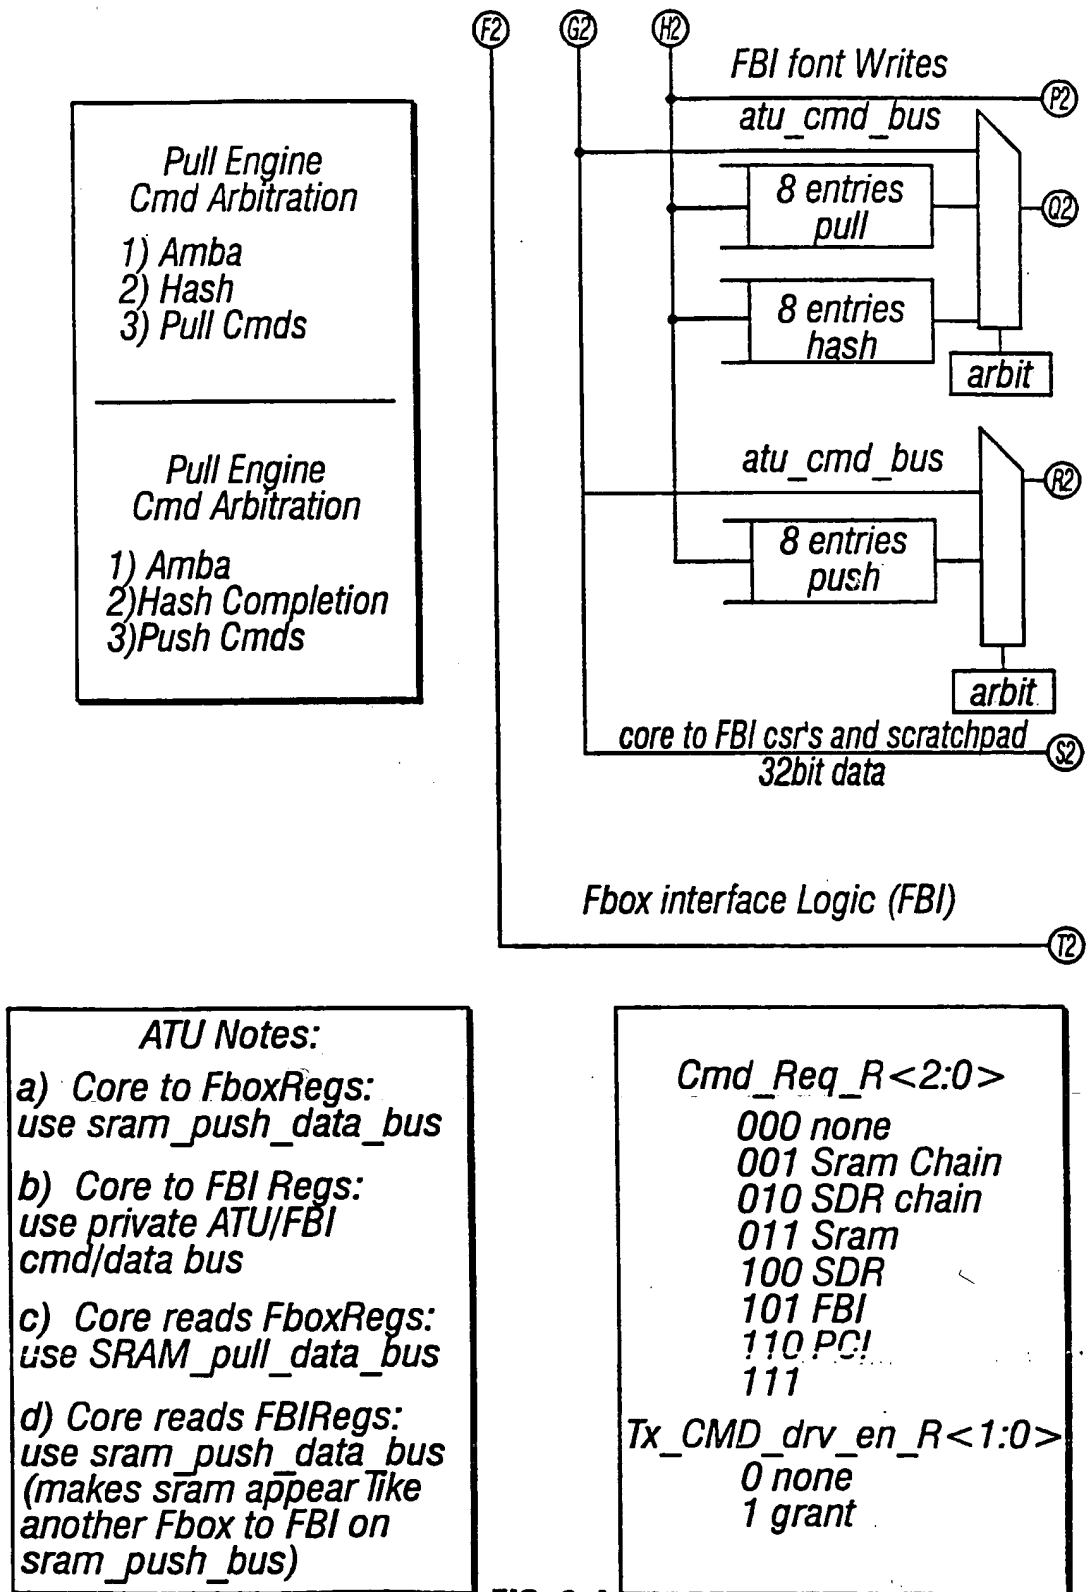 F2
G2
H2
FBI font Writes
P2
atu_cmd_bus
8 entries
pull
Q2
8 entries
hash
arbit
atu_cmd_bus
R2
8 entries
push
arbit
core to FBI csr's and scratchpad
32bit data
S2
Fbox interface Logic (FBI)
T2
Pull Engine
Cmd Arbitration
1) Amba
2) Hash
3) Pull Cmds
Pull Engine
Cmd Arbitration
1) Amba
2)Hash Completion
3)Push Cmds
ATU Notes:
a) Core to FboxRegs:
use sram_push_data_bus
b) Core to FBI Regs:
use private ATU/FBI
cmd/data bus
c) Core reads FboxRegs:
use SRAM_pull_data_bus
d) Core reads FBIRegs:
use sram_push_data_bus
(makes sram appear like
another Fbox to FBI on
sram_push_bus)
Cmd_Req_R<2:0>
000 none
001 Sram Chain
010 SDR chain
011 Sram
100 SDR
101 FBI
110 PCI
111
Tx_CMD_drv_en_R<1:0>
0 none
1 grant